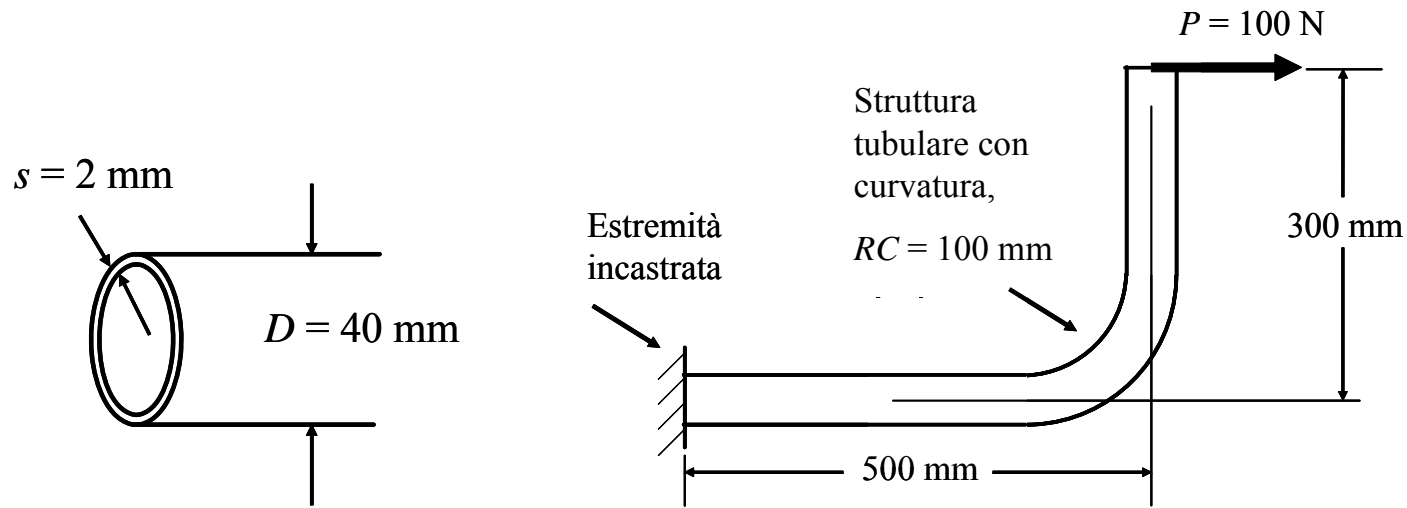 P = 100 N
Struttura
tubulare con
curvatura,
RC = 100 mm
s = 2 mm
Estremità
incastrata
300 mm
D = 40 mm
500 mm